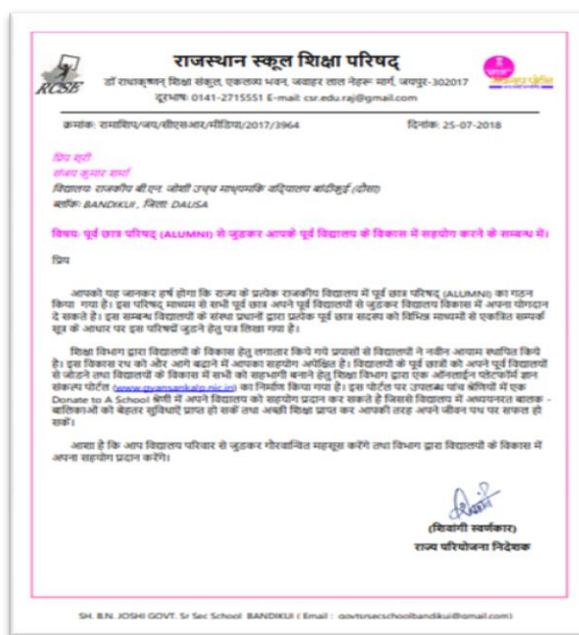 राजस्थान स्कूल शिक्षा परिषद्
RCSE
डॉ राधाकृष्णन् शिक्षा संकुल, एकलव्य भवन, जवाहर लाल नेहरू मार्ग, जयपुर-302017
दूरभाषः 0141-2715551 E-mail: csr.edu.raj@gmail.com
क्रमांक: रामाशिप/जय/सीएसआर/मीडिया/2017/3964 दिनांक: 25-07-2018
प्रिय श्री
संजय कुमार शर्मा
विद्यालय: राजकीय बी.एन. जोशी उच्च माध्यमकि वदि्यालय बांदीकुई (दौसा)
ब्लॉक: BANDIKUI , जिला: DAUSA
विषय: पूर्व छात्र परिषद् (ALUMNI) से जुडकर आपके पूर्व विद्यालय के विकास में सहयोग करने के सम्बन्ध में।
प्रिय
आपको यह जानकर हर्ष होगा कि राज्य के प्रत्येक राजकीय विद्यालय में पूर्व छात्र परिषद् (ALUMNI) का गठन
किया गया है। इस परिषद् माध्यम से सभी पूर्व छात्र अपने पूर्व विद्यालयों से जुडकर विद्यालय विकास में अपना योगदान
दे सकते है। इस सम्बन्ध विद्यालयों के संस्था प्रधानों द्वारा प्रत्येक पूर्व छात्र सदस्य को विभिन्न माध्यमों से एकत्रित सम्पर्क
सूत्र के आधार पर इस परिषद्यों जुडने हेतु पत्र लिखा गया है।
शिक्षा विभाग द्वारा विद्यालयों के विकास हेतु लगातार किये गये प्रयासों से विद्यालयों ने नवीन आयाम स्थापित किये
है। इस विकास रथ को और आगे बढाने में आपका सहयोग अपेक्षित है। विद्यालयों के पूर्व छात्रों को अपने पूर्व विद्यालयों
से जोडने तथा विद्यालयों के विकास में सभी को सहभागी बनाने हेतु शिक्षा विभाग द्वारा एक ऑनलाईन प्लेटफॉर्म ज्ञान
संकल्प पोर्टल (www.gyansankalp.nic.in) का निर्माण किया गया है। इस पोर्टल पर उपलब्ध पांच श्रेणियों में एक
Donate to A School श्रेणी में अपने विद्यालय को सहयोग प्रदान कर सकते है जिससे विद्यालय में अध्ययनरत बालक -
बालिकाओं को बेहतर सुविधाऐं प्राप्त हो सकें तथा अच्छी शिक्षा प्राप्त कर आपकी तरह अपने जीवन पथ पर सफल हो
सकें।
आशा है कि आप विद्यालय परिवार से जुडकर गौरवान्वित महसूस करेंगे तथा विभाग द्वारा विद्यालयों के विकास में
अपना सहयोग प्रदान करेंगे।
(शिवांगी स्वर्णकार)
राज्य परियोजना निदेशक
SH. B.N. JOSHI GOVT. Sr Sec School BANDIKUI ( Email : govtsrsecschoolbandikui@gmail.com)